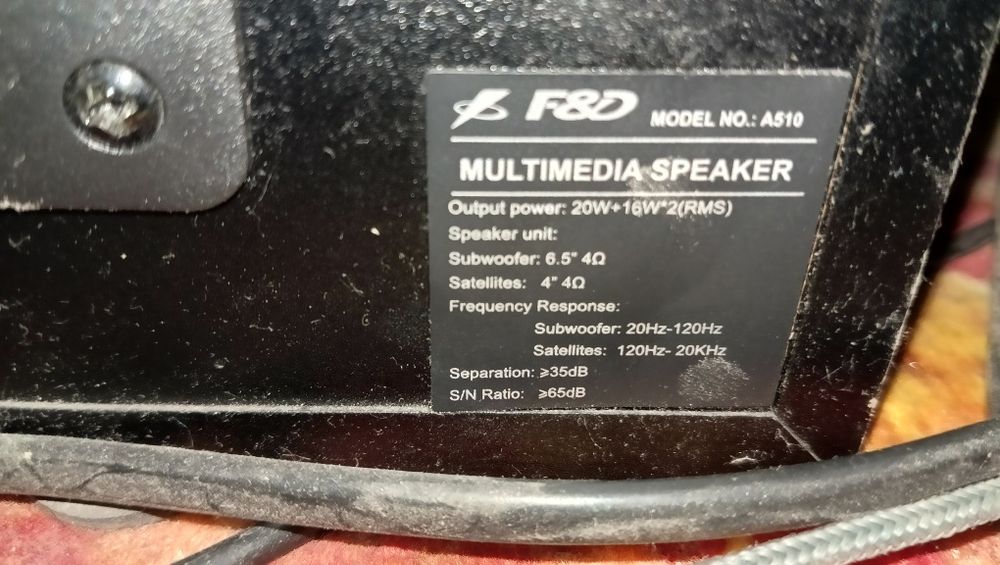 F&D MODEL NO.: A510
MULTIMEDIA SPEAKER
Output power: 20W+16W*2(RMS)
Speaker unit:
Subwoofer: 6.5" 4Ω
Satellites: 4" 4Ω
Frequency Response:
Subwoofer: 20Hz-120Hz
Satellites: 120Hz- 20KHz
Separation: ⩾35dB
S/N Ratio: ⩾65dB